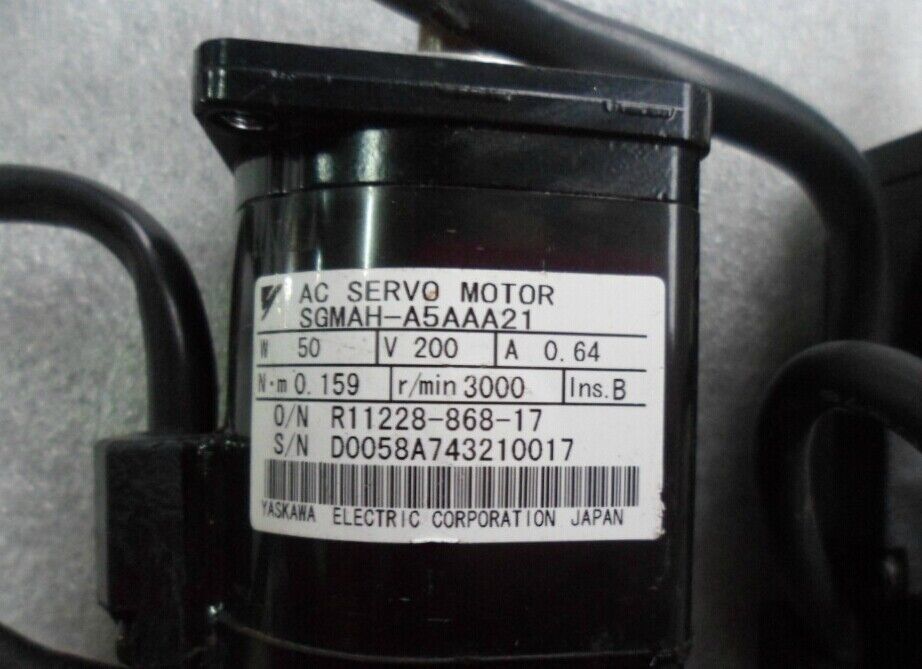 AC SERVO MOTOR
SGMAH-A5AAA21
W 50 V 200 A 0.64
N·m 0.159 r/min 3000 Ins.B
O/N R11228-868-17
S/N D0058A743210017
YASKAWA ELECTRIC CORPORATION JAPAN